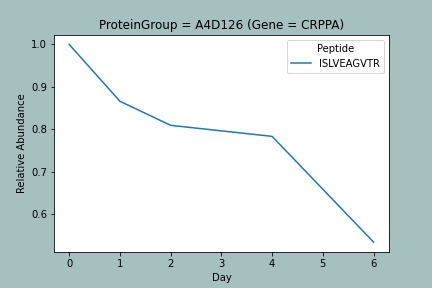 ProteinGroup = A4D126 (Gene = CRPPA)
Peptide
ISLVEAGVTR
Relative Abundance
1.0
0.9
0.8
0.7
0.6
0 1 2 3 4 5 6
Day